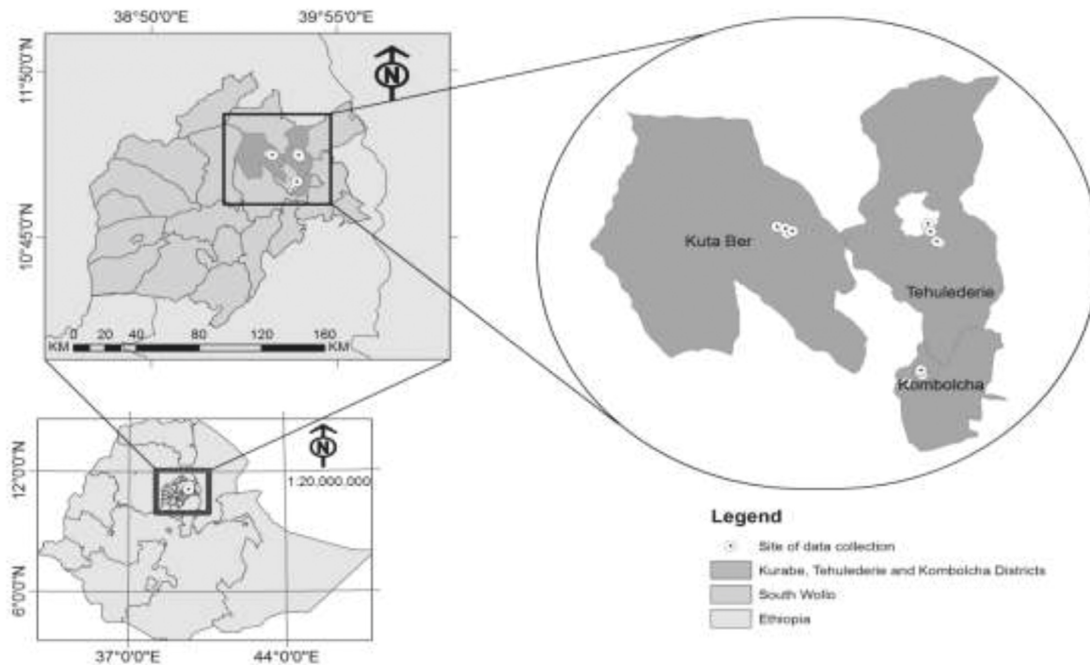 38°50'0"E
39°55'0"E
11°50'0"N
10°45'0"N
N
0 20 40 80 120 160
KM KM
Kuta Ber
Tehulederie
Kombolcha
12°0'0"N
6°0'0"N
N
1:20,000,000
37°0'0"E
44°0'0"E
Legend
Site of data collection
Kurabe, Tehulederie and Kombolcha Districts
South Wollo
Ethiopia